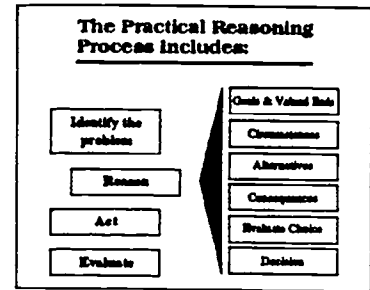 The Practical Reasoning
Process includes:
Identify the
problem
Reason
Act
Evaluate
Goals & Valued Ends
Circumstances
Alternatives
Consequences
Evaluate Choice
Decision